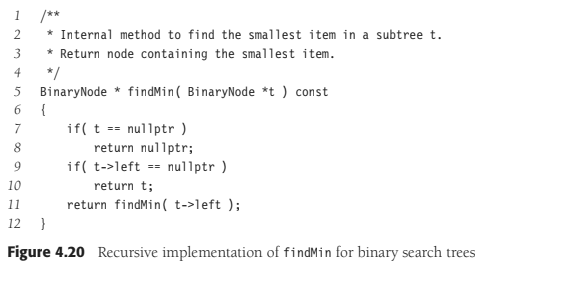 1 /**
2 * Internal method to find the smallest item in a subtree t.
3 * Return node containing the smallest item.
4 */
5 BinaryNode * findMin( BinaryNode *t ) const
6 {
7 if( t == nullptr )
8 return nullptr;
9 if( t->left == nullptr )
10 return t;
11 return findMin( t->left );
12 }
Figure 4.20 Recursive implementation of findMin for binary search trees